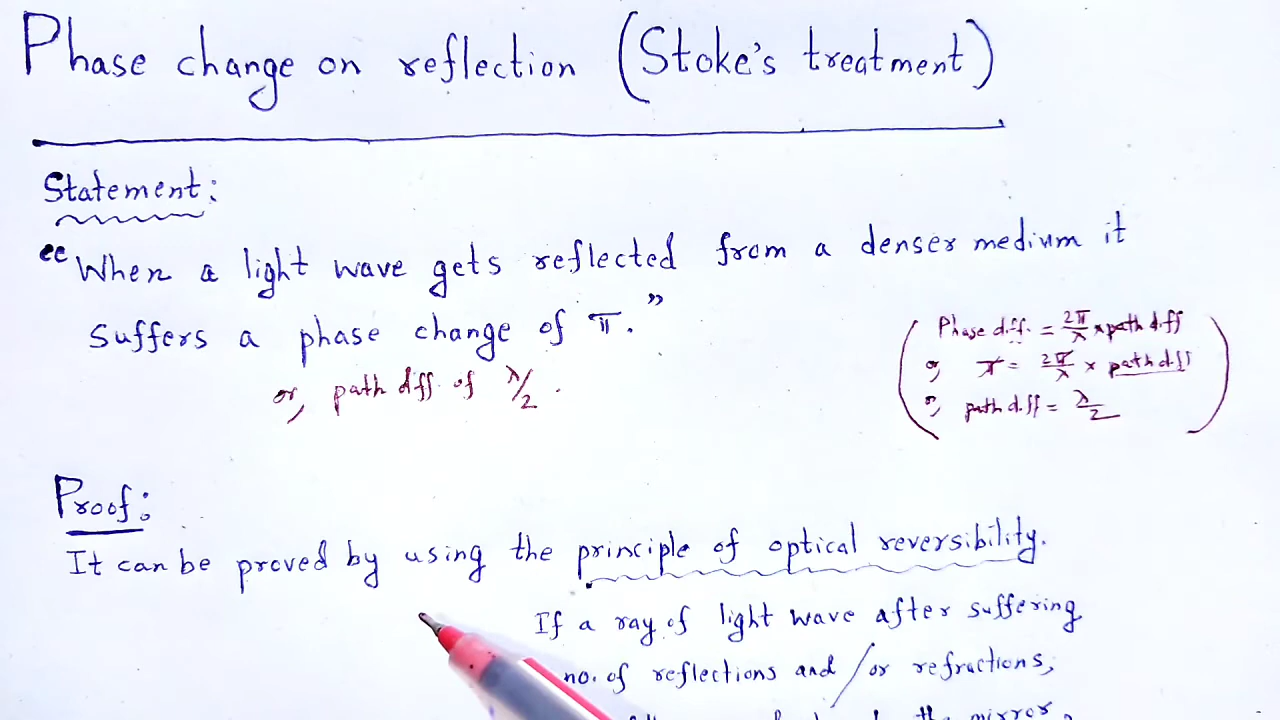 Phase change on reflection (Stoke's treatment)
Statement:
"When a light wave gets reflected from a denser medium it
suffers a phase change of π."
or, path diff. of λ/2.
(Phase diff. = 2π/λ × path diff
or, π = 2π/λ × path diff
or, path diff = λ/2)
Proof:
It can be proved by using the principle of optical reversibility.
If a ray of light wave after suffering
no. of reflections and/or refractions,
the mirror,